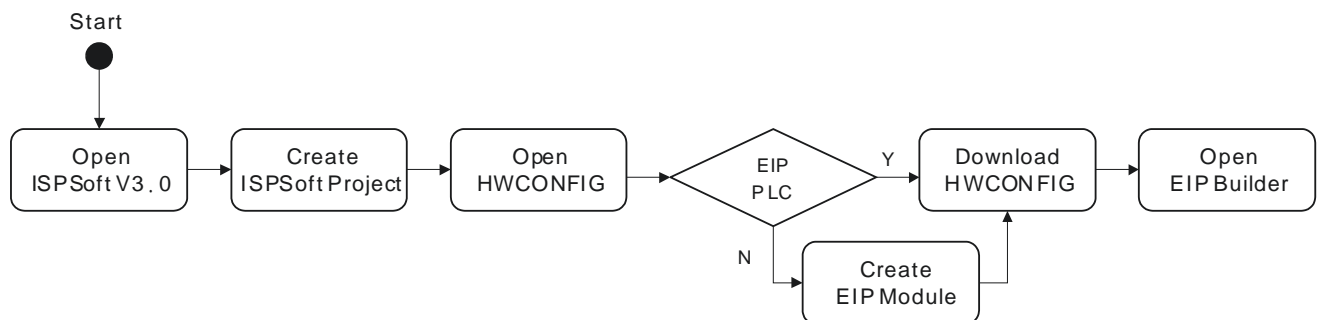 Start
Open
ISPSoft V3.0
Create
ISPSoft Project
Open
HWCONFIG
EIP
PLC
Y
Download
HWCONFIG
Open
EIP Builder
N
Create
EIP Module